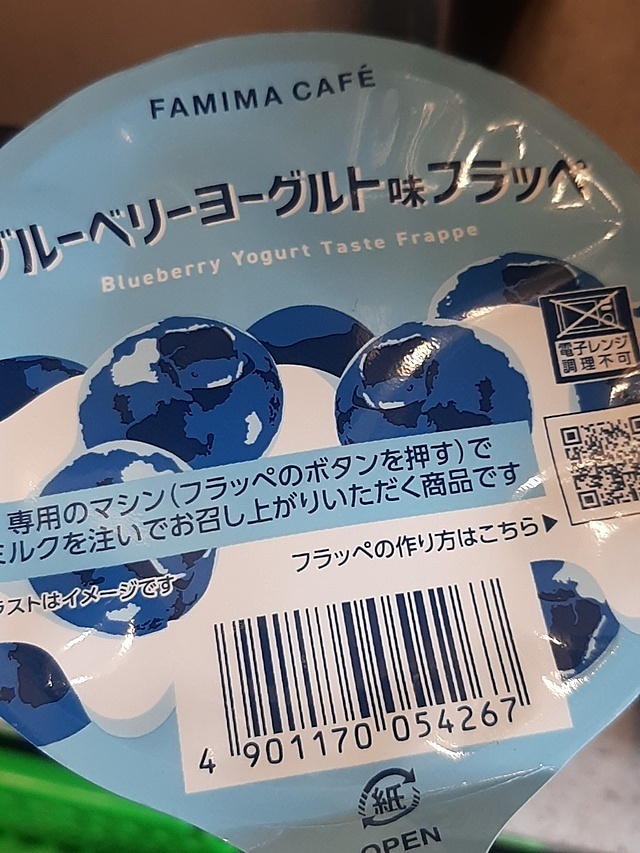 FAMIMA CAFÉ
ブルーベリーヨーグルト味フラッペ
Blueberry Yogurt Taste Frappe
電子レンジ
調理不可
専用のマシン(フラッペのボタンを押す)で
ミルクを注いでお召し上がりいただく商品です
フラッペの作り方はこちら▶
ラストはイメージです
4 901170 054267
紙
OPEN